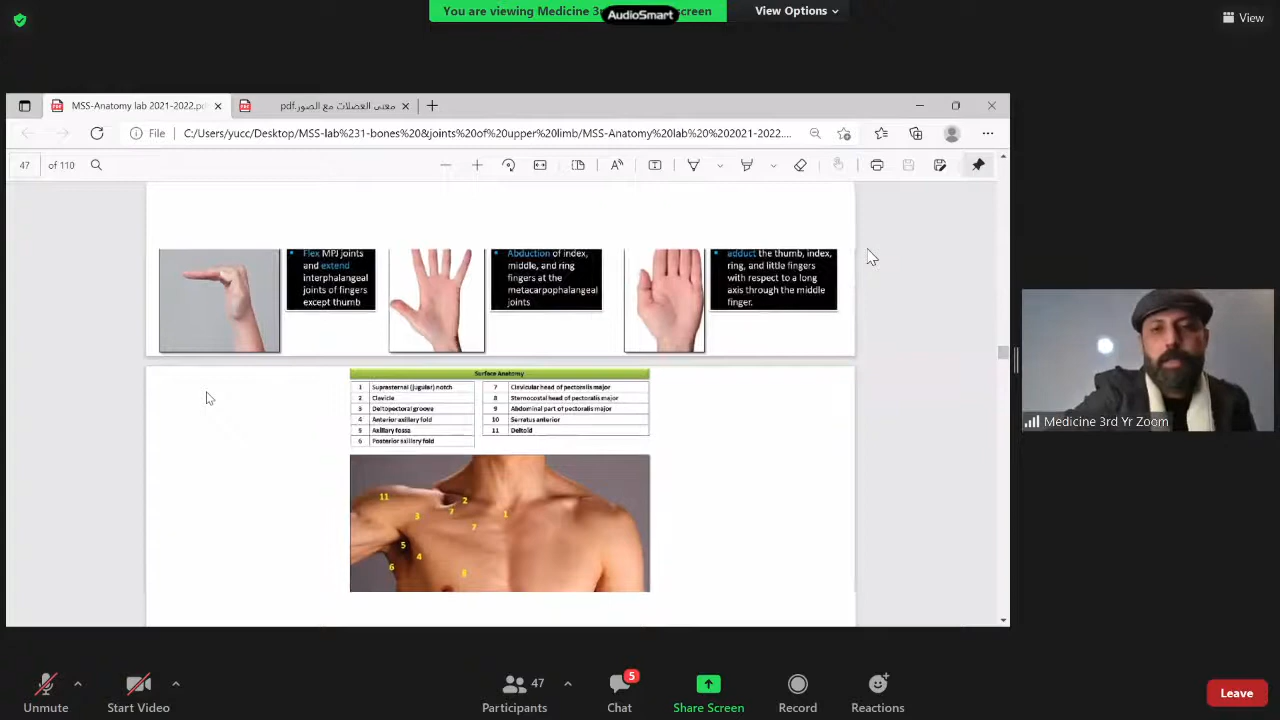 You are viewing Medicine 3r
screen
AudioSmart
View Options
View
MSS-Anatomy lab 2021-2022.pd
معنى العضلات مع الصور.pdf
File
C:/Users/yucc/Desktop/MSS-lab%231-bones%20&joints%20of%20upper%20limb/MSS-Anatomy%20lab%20%202021-2022....
47 of 110
Flex MPJ joints
and extend
interphalangeal
joints of fingers
except thumb
Abduction of index,
middle, and ring
fingers at the
metacarpophalangeal
joints
adduct the thumb, index,
ring, and little fingers
with respect to a long
axis through the middle
finger.
Surface Anatomy
1 Suprasternal (jugular) notch
2 Clavicle
3 Deltopectoral groove
4 Anterior axillary fold
5 Axillary fossa
6 Posterior axillary fold
7 Clavicular head of pectoralis major
8 Sternocostal head of pectoralis major
9 Abdominal part of pectoralis major
10 Serratus anterior
11 Deltoid
11
2
7
3
1
7
5
4
6
8
Medicine 3rd Yr Zoom
Unmute
Start Video
Participants
47
Chat
5
Share Screen
Record
Reactions
Leave